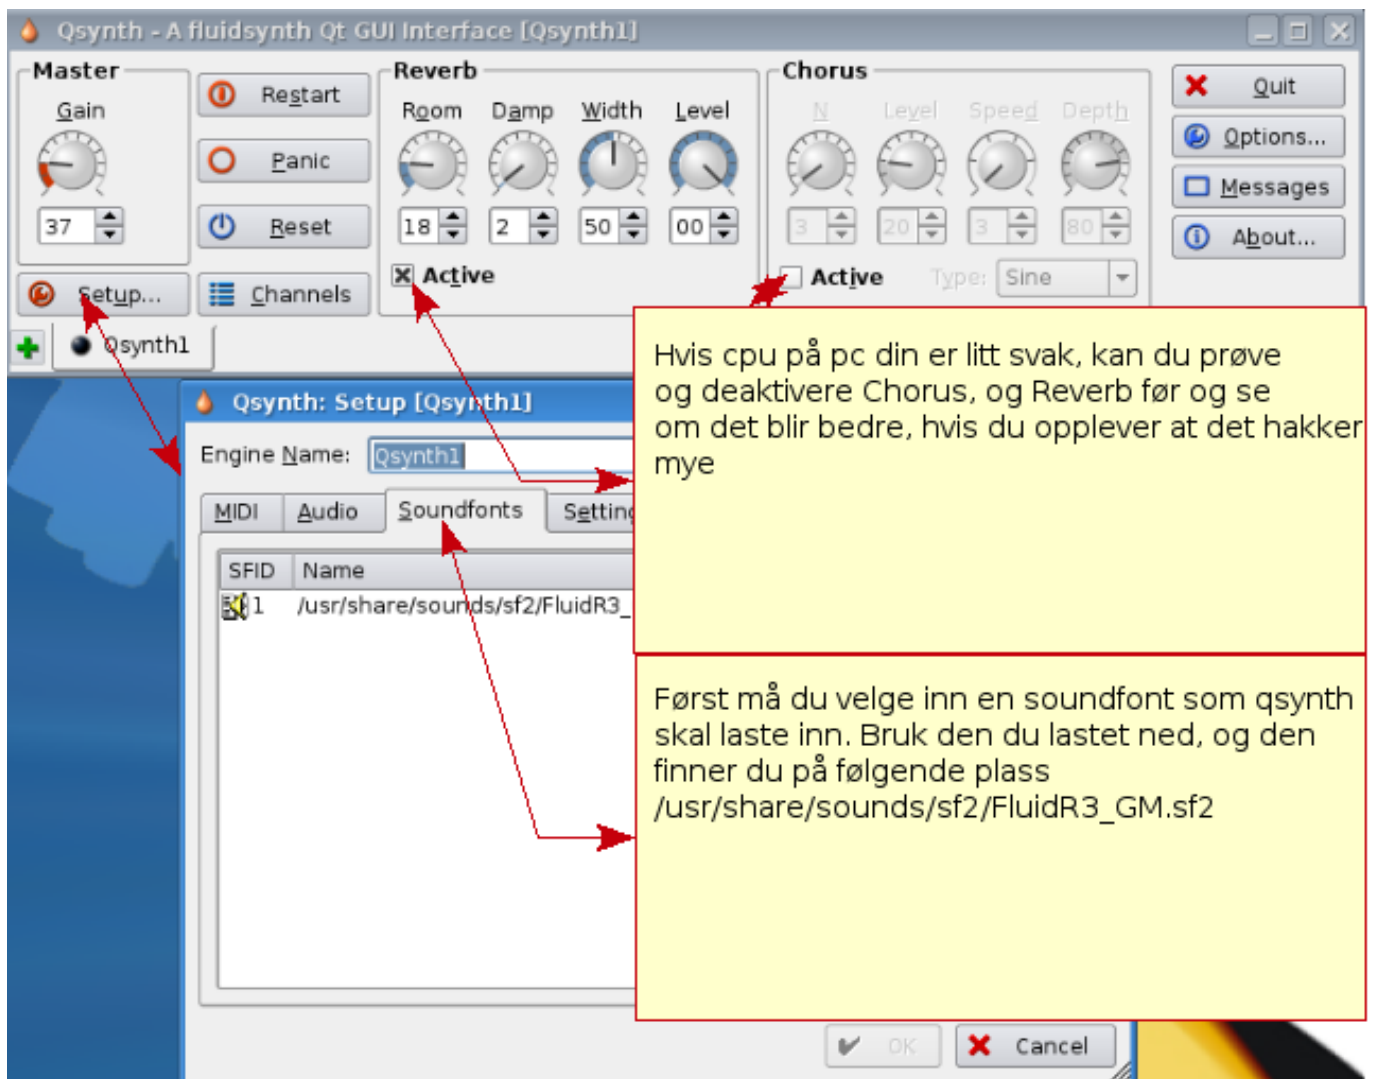 Qsynth - A fluidsynth Qt GUI Interface [Qsynth1]
Master
Reverb
Chorus
Gain
Restart
Room Damp Width Level
N Level Speed Depth
Quit
Options...
Panic
Messages
37
Reset
18 2 50 00
3 20 3 80
About...
Active
Active Type: Sine
Setup...
Channels
Qsynth1
Hvis cpu på pc din er litt svak, kan du prøve
og deaktivere Chorus, og Reverb før og se
om det blir bedre, hvis du opplever at det hakker
mye
Qsynth: Setup [Qsynth1]
Engine Name: Qsynth1
MIDI Audio Soundfonts Setting
SFID Name
1 /usr/share/sounds/sf2/FluidR3_
Først må du velge inn en soundfont som qsynth
skal laste inn. Bruk den du lastet ned, og den
finner du på følgende plass
/usr/share/sounds/sf2/FluidR3_GM.sf2
OK Cancel